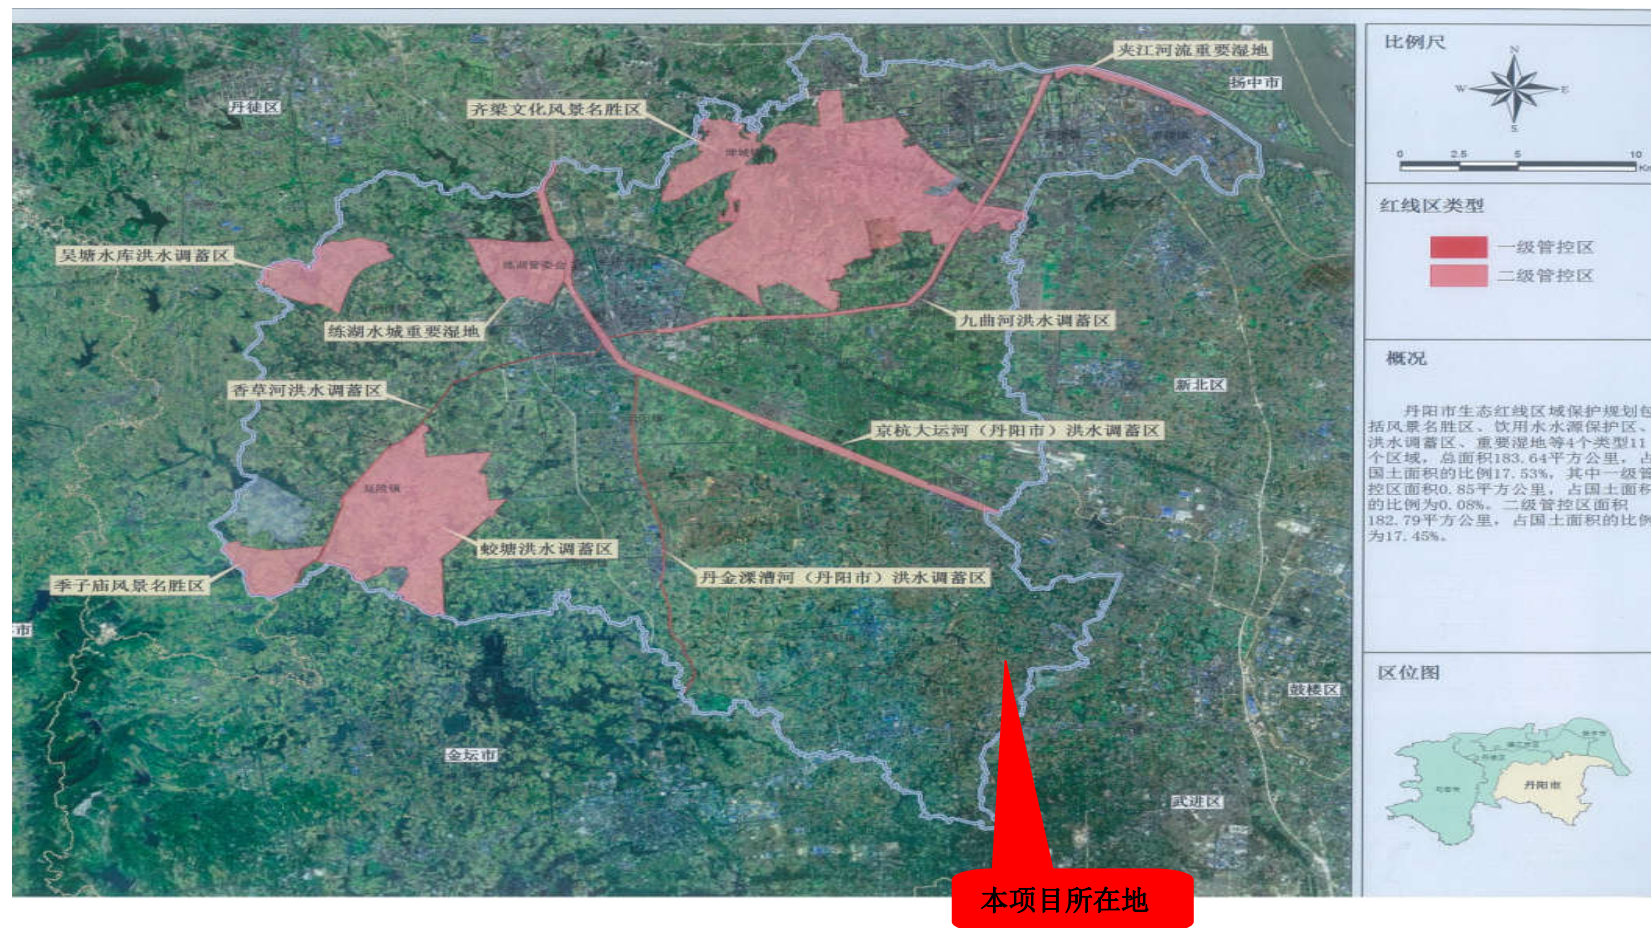 夹江河流重要湿地
扬中市
丹徒区
齐梁文化风景名胜区
吴塘水库洪水调蓄区
练湖管委会
练湖水城重要湿地
九曲河洪水调蓄区
香草河洪水调蓄区
新北区
京杭大运河（丹阳市）洪水调蓄区
延陵镇
蛟塘洪水调蓄区
季子庙风景名胜区
丹金溧漕河（丹阳市）洪水调蓄区
市
鼓楼区
金坛市
武进区
本项目所在地
比例尺
N
W E
S
0 2.5 5 10
Km
红线区类型
一级管控区
二级管控区
概况
丹阳市生态红线区域保护规划包
括风景名胜区、饮用水水源保护区、
洪水调蓄区、重要湿地等4个类型11
个区域，总面积183.64平方公里，占
国土面积的比例17.53%，其中一级管
控区面积0.85平方公里，占国土面积
的比例为0.08%。二级管控区面积
182.79平方公里，占国土面积的比例
为17.45%。
区位图
丹阳市